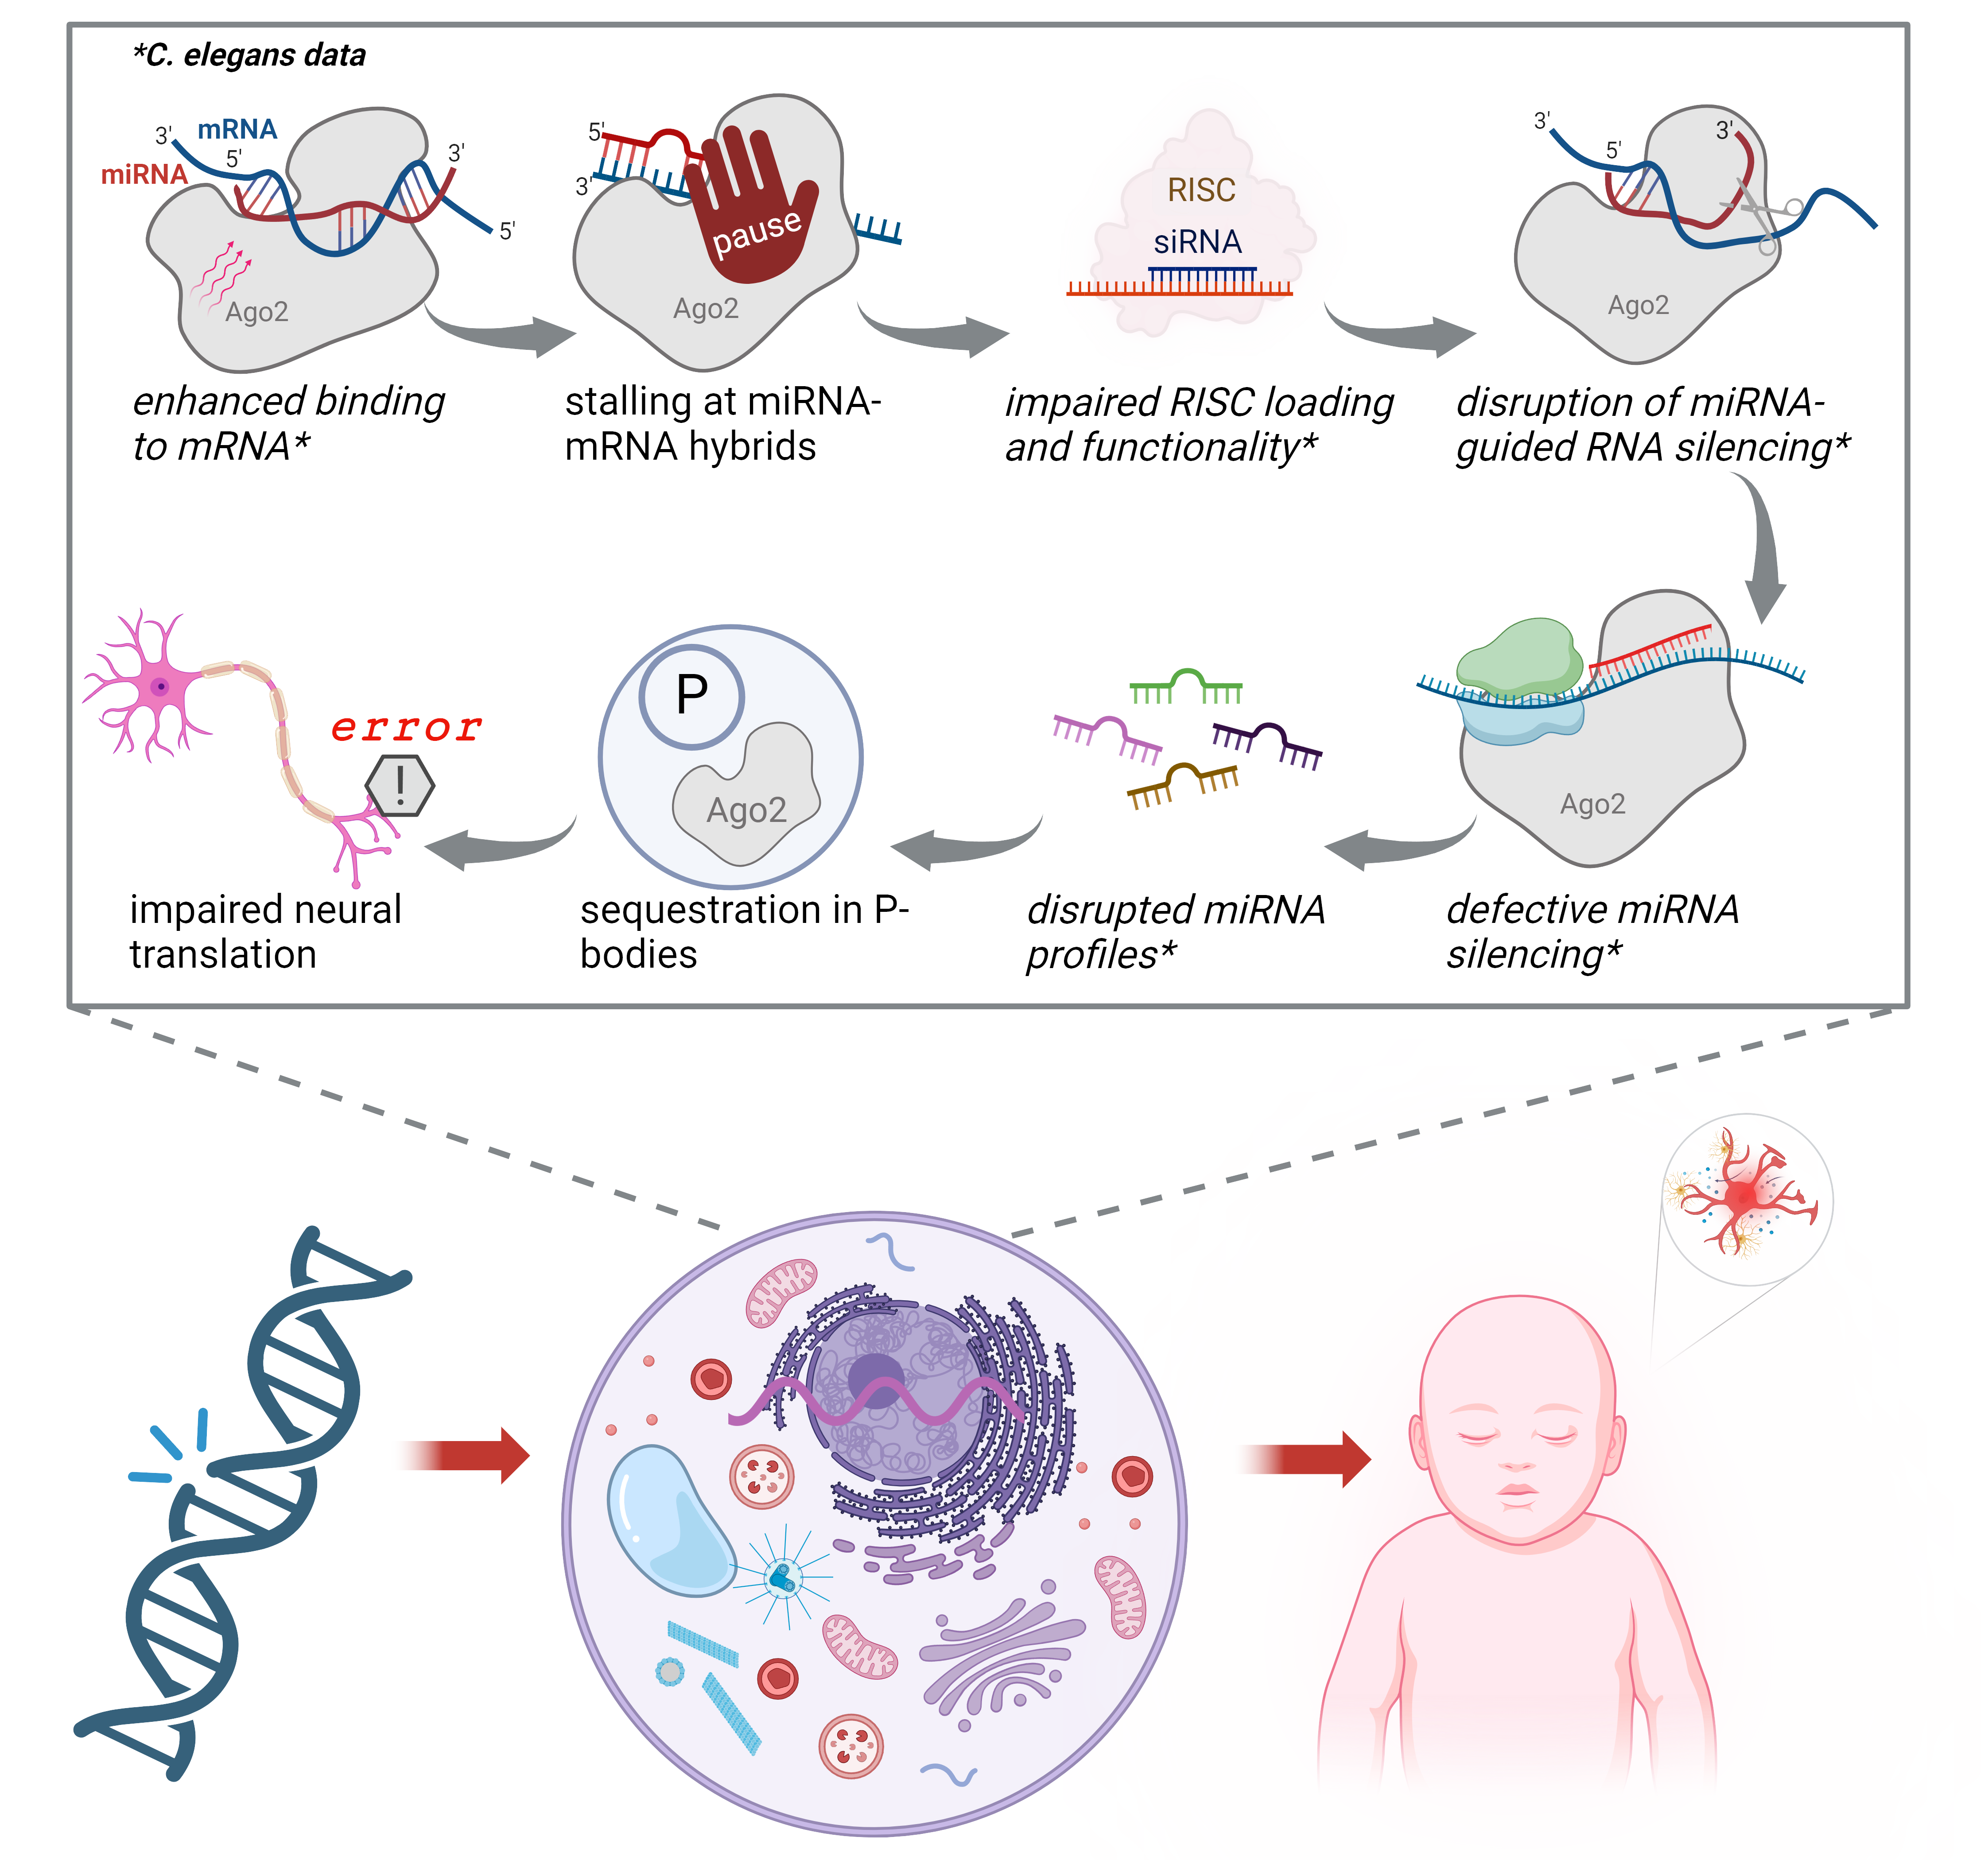 *C. elegans data
3'
mRNA
5'
miRNA
3'
5'
Ago2
enhanced binding
to mRNA*
5'
3'
pause
Ago2
stalling at miRNA-
mRNA hybrids
RISC
siRNA
impaired RISC loading
and functionality*
3'
5'
3'
Ago2
disruption of miRNA-
guided RNA silencing*
error
!
impaired neural
translation
P
Ago2
sequestration in P-
bodies
disrupted miRNA
profiles*
Ago2
defective miRNA
silencing*